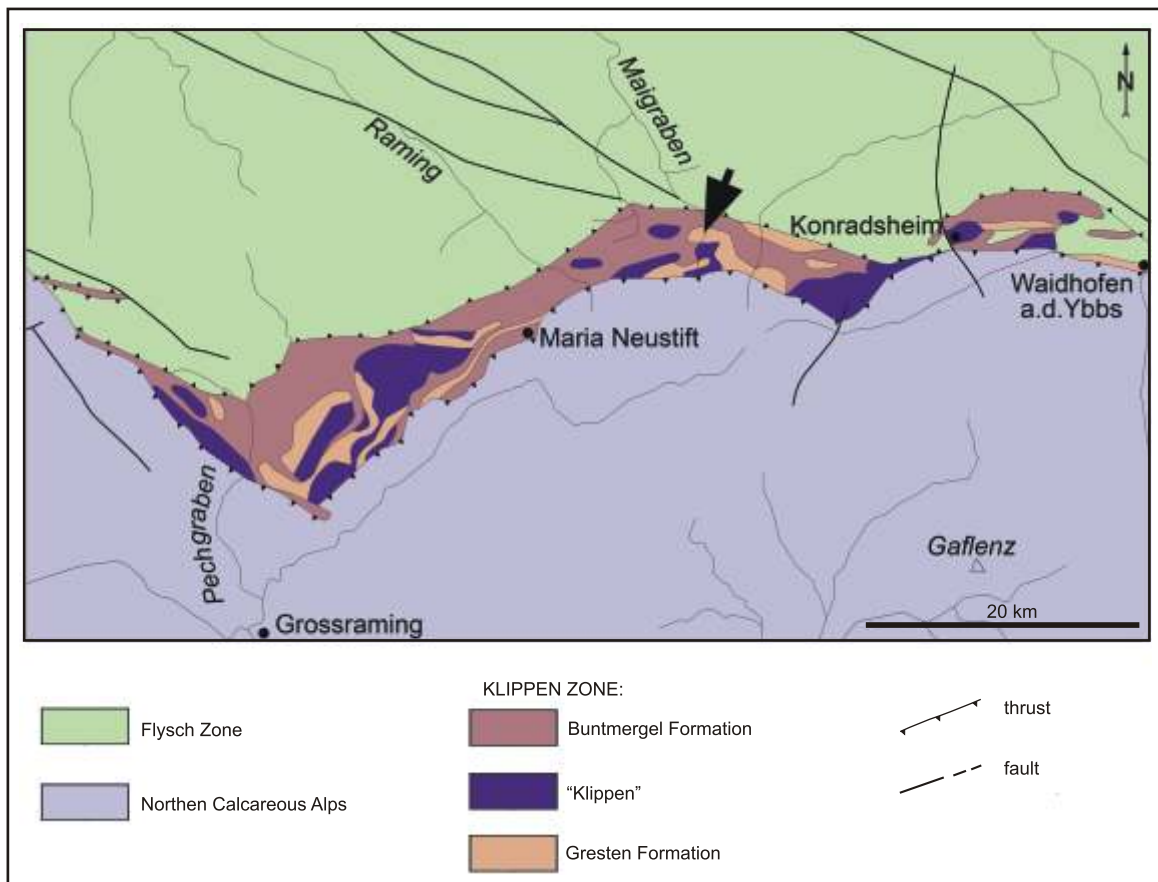 N
Maigraben
Raming
Konradsheim
Waidhofen
a.d.Ybbs
Maria Neustift
Pechgraben
Gaflenz
20 km
Grossraming
KLIPPEN ZONE:
Flysch Zone
Buntmergel Formation
thrust
Northen Calcareous Alps
“Klippen”
fault
Gresten Formation